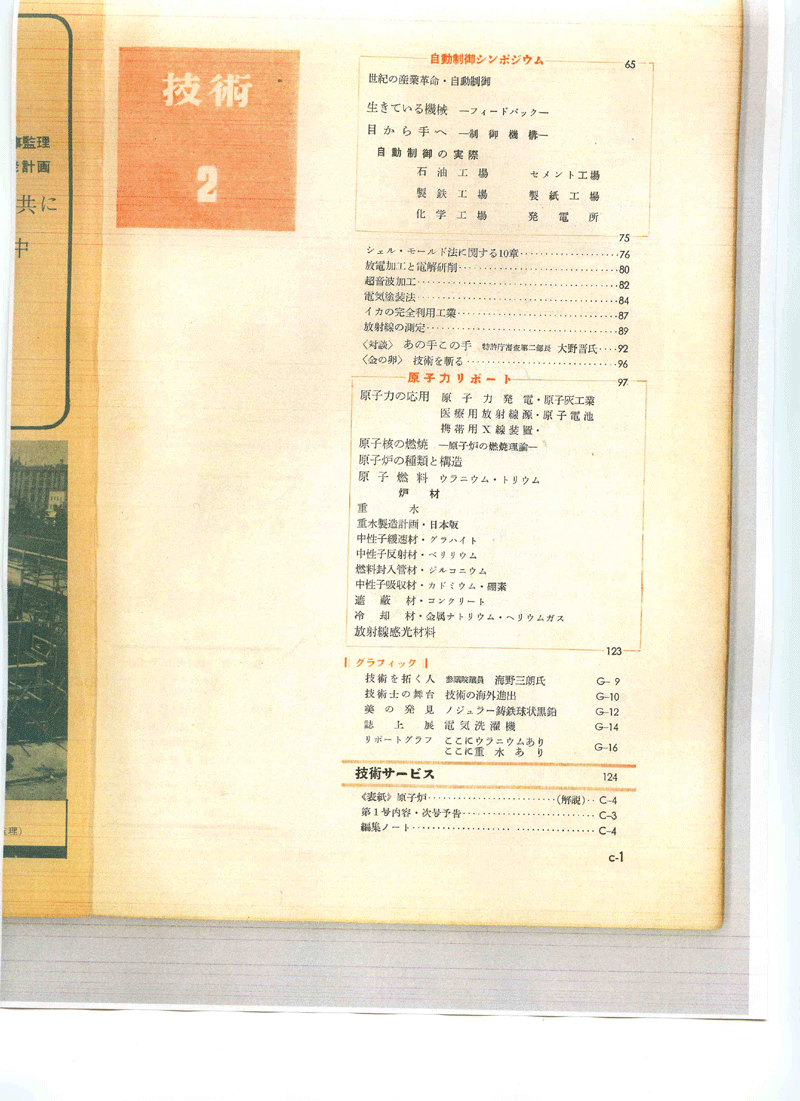 監理
計画
共に
中
理)
技術
2
自動制御シンポジウム 65
世紀の産業革命・自動制御
生きている機械 —フィードバック—
目から手へ —制御機構—
自動制御の実際
石油工場 セメント工場
製鉄工場 製紙工場
化学工場 発電所
75
シェル・モールド法に関する10章……76
放電加工と電解研削……80
超音波加工……82
電気塗装法……84
イカの完全利用工業……87
放射線の測定……89
〈対談〉 あの手この手 特許庁審査第二部長 大野晋氏……92
〈金の卵〉 技術を斬る……96
原子力リポート 97
原子力の応用 原子力発電・原子灰工業
医療用放射線源・原子電池
携帯用X線装置・
原子核の燃焼 —原子炉の燃焼理論—
原子炉の種類と構造
原子燃料 ウラニウム・トリウム
炉材
重水
重水製造計画・日本版
中性子緩速材・グラハイト
中性子反射材・ベリリウム
燃料封入管材・ジルコニウム
中性子吸収材・カドミウム・硼素
遮蔽材・コンクリート
冷却材・金属ナトリウム・ヘリウムガス
放射線感光材料
123
グラフィック
技術を拓く人 参議院議員 海野三朗氏 G-9
技術士の舞台 技術の海外進出 G-10
美の発見 ノジュラー鋳鉄球状黒鉛 G-12
誌上展 電気洗濯機 G-14
リポートグラフ ここにウラニウムあり
ここに重水あり G-16
技術サービス 124
《表紙》原子炉……(解説)‥C-4
第1号内容・次号予告……C-3
編集ノート……C-4
c-1